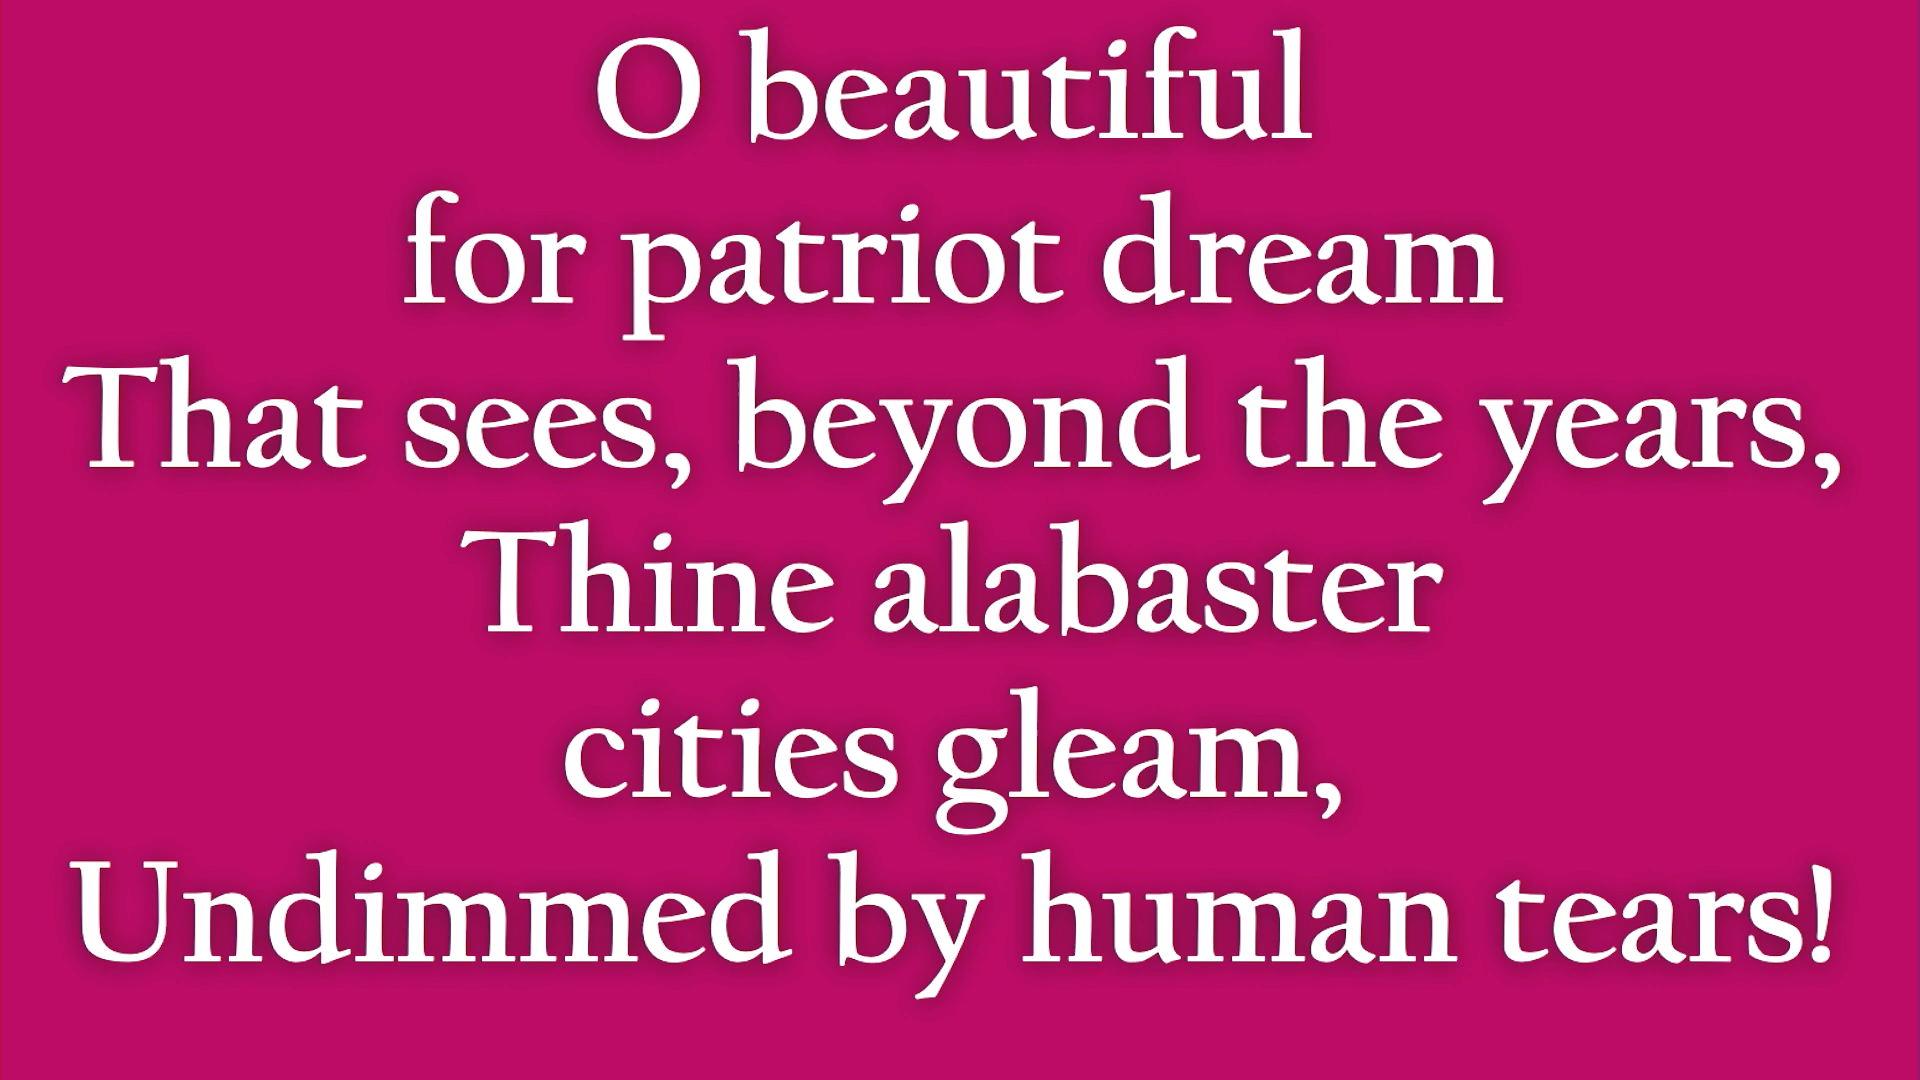 O beautiful
for patriot dream
That sees, beyond the years,
Thine alabaster
cities gleam,
Undimmed by human tears!